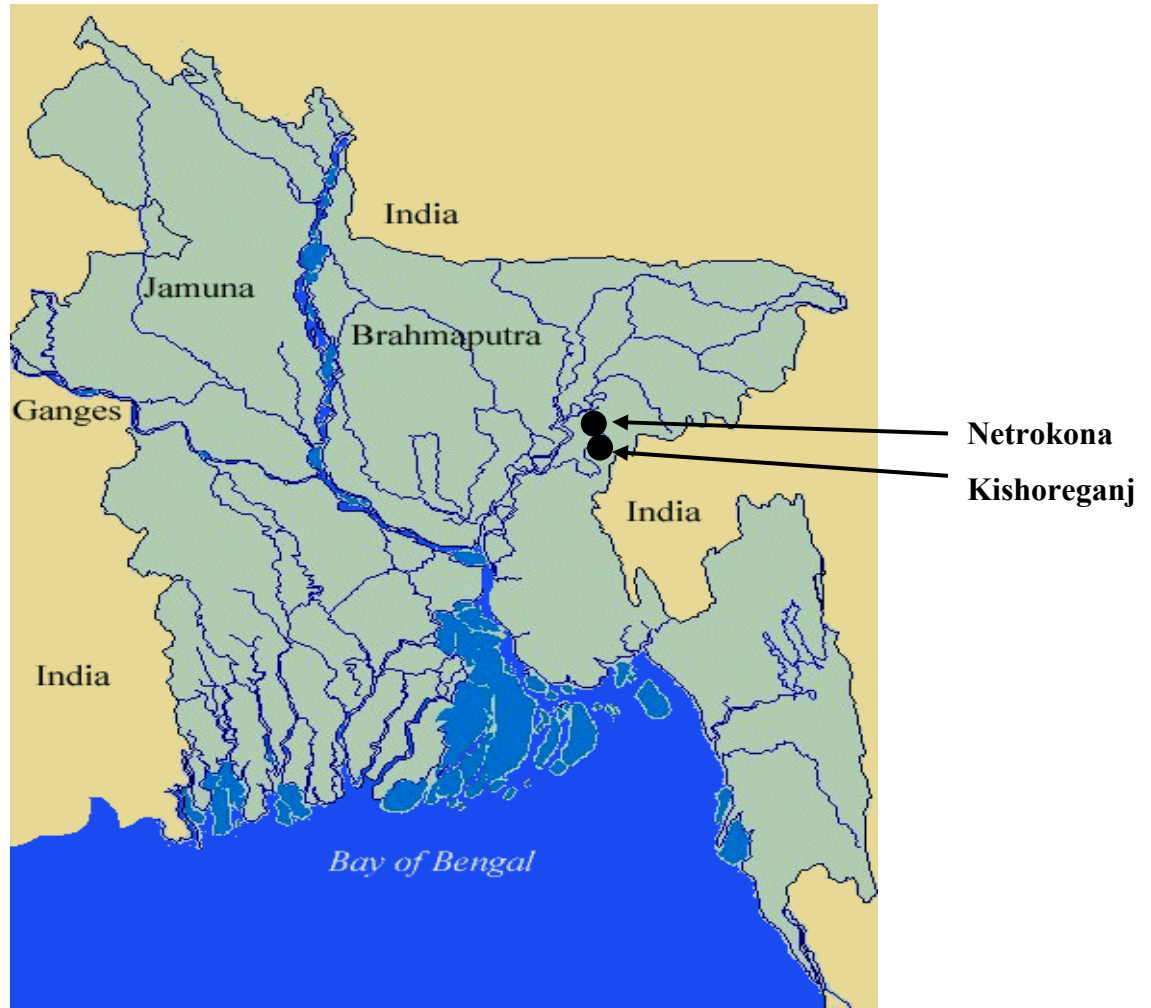 India
Jamuna
Brahmaputra
Ganges
Netrokona
Kishoreganj
India
India
Bay of Bengal